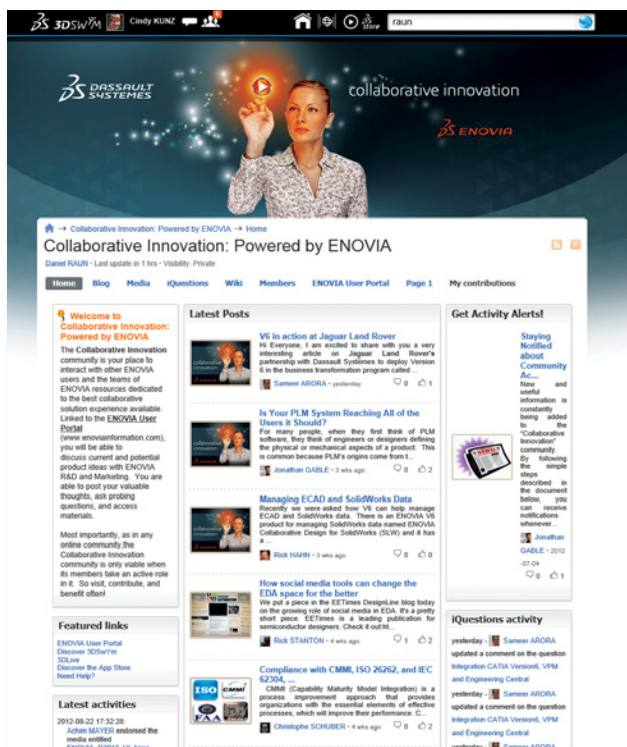 3DSWYM
Cindy KUNZ
6
store
raun
DASSAULT
SYSTEMES
collaborative innovation
ENOVIA
Collaborative Innovation: Powered by ENOVIA → Home
Collaborative Innovation: Powered by ENOVIA
Daniel RAUN · Last update in 1 hrs · Visibility: Private
Home Blog Media iQuestions Wiki Members ENOVIA User Portal Page 1 My contributions
Welcome to
Collaborative Innovation:
Powered by ENOVIA
The Collaborative Innovation
community is your place to
interact with other ENOVIA
users and the teams of
ENOVIA resources dedicated
to the best collaborative
solution experience available.
Linked to the ENOVIA User
Portal
(www.enoviainformation.com),
you will be able to
discuss current and potential
product ideas with ENOVIA
R&D and Marketing. You are
able to post your valuable
thoughts, ask probing
questions, and access
materials.
Most importantly, as in any
online community,the
Collaborative Innovation
community is only viable when
its members take an active role
in it. So visit, contribute, and
benefit often!
Featured links
ENOVIA User Portal
Discover 3DSwYm
3DLive
Discover the App Store
Need Help?
Latest activities
2012-08-22 17:32:28:
Achim MAYER endorsed the
media entitled
Latest Posts
V6 in action at Jaguar Land Rover
Hi Everyone, I am excited to share with you a very
interesting article on Jaguar Land Rover's
partnership with Dassault Systemes to deploy Version
6 in the business transformation program called ...
Sameer ARORA · yesterday 0 1
Is Your PLM System Reaching All of the
Users it Should?
For many people, when they first think of PLM
software, they think of engineers or designers defining
the physical or mechanical aspects of a product. This
is common because PLM's origins come from t...
Jonathan GABLE · 3 wks ago 0 2
Managing ECAD and SolidWorks Data
Recently we were asked how V6 can help manage
ECAD and SolidWorks data. There is an ENOVIA V6
product for managing SolidWorks data named ENOVIA
Collaborative Design for SolidWorks (SLW) and it has
a ...
Rick HAHN · 3 wks ago 0 0
How social media tools can change the
EDA space for the better
We put a piece in the EETimes DesignLine blog today
on the growing role of social media in EDA. It's a pretty
short piece. EETimes is a leading publication for
semiconductor designers. Check it out:ht...
Rick STANTON · 4 wks ago 1 2
Compliance with CMMI, ISO 26262, and IEC
62304, ...
CMMI (Capability Maturity Model Integration) is a
process improvement approach that provides
organizations with the essential elements of effective
processes, which will improve their performance. C...
Christophe SCHUBER · 4 wks ago 0 2
ISO CMMI
FAA
Get Activity Alerts!
Staying
Notified
about
Community
Ac...
New and
useful
information is
constantly
being added
to the
"Collaborative
Innovation"
community.
By following
the simple
steps
described in
the document
below, you
can receive
notifications
whenever...
Jonathan
GABLE · 2012
-07-04
0 1
NEWS
iQuestions activity
yesterday - Sameer ARORA
updated a comment on the question
Integration CATIA Version6, VPM
and Engineering Central
yesterday - Sameer ARORA
updated a comment on the question
Integration CATIA Version6, VPM
and Engineering Central
yesterday - Sameer ARORA